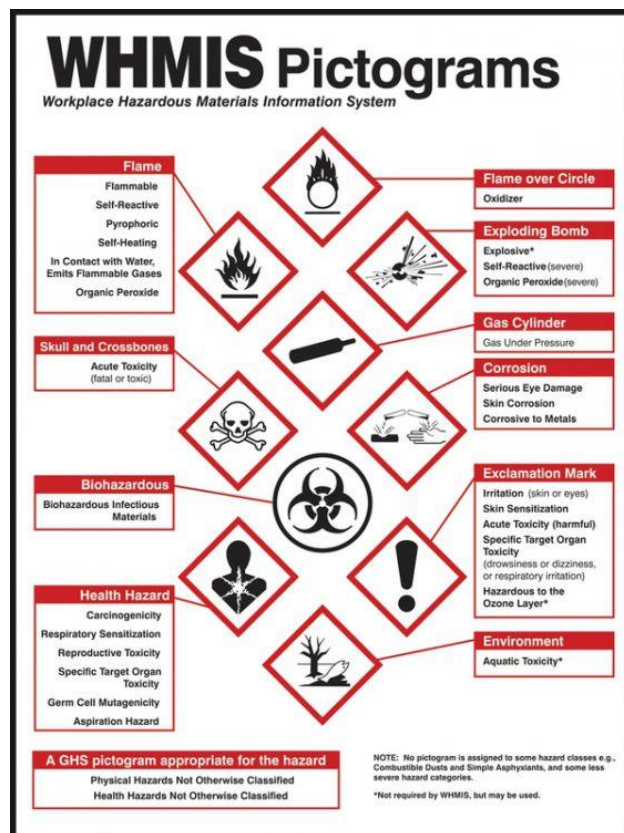 WHMIS Pictograms
Workplace Hazardous Materials Information System
Flame
Flammable
Self-Reactive
Pyrophoric
Self-Heating
In Contact with Water,
Emits Flammable Gases
Organic Peroxide
Skull and Crossbones
Acute Toxicity
(fatal or toxic)
Biohazardous
Biohazardous Infectious
Materials
Health Hazard
Carcinogenicity
Respiratory Sensitization
Reproductive Toxicity
Specific Target Organ
Toxicity
Germ Cell Mutagenicity
Aspiration Hazard
Flame over Circle
Oxidizer
Exploding Bomb
Explosive*
Self-Reactive (severe)
Organic Peroxide (severe)
Gas Cylinder
Gas Under Pressure
Corrosion
Serious Eye Damage
Skin Corrosion
Corrosive to Metals
Exclamation Mark
Irritation (skin or eyes)
Skin Sensitization
Acute Toxicity (harmful)
Specific Target Organ
Toxicity
(drowsiness or dizziness,
or respiratory irritation)
Hazardous to the
Ozone Layer*
Environment
Aquatic Toxicity*
A GHS pictogram appropriate for the hazard
Physical Hazards Not Otherwise Classified
Health Hazards Not Otherwise Classified
NOTE: No pictogram is assigned to some hazard classes e.g.,
Combustible Dusts and Simple Asphyxiants, and some less
severe hazard categories.
*Not required by WHMIS, but may be used.